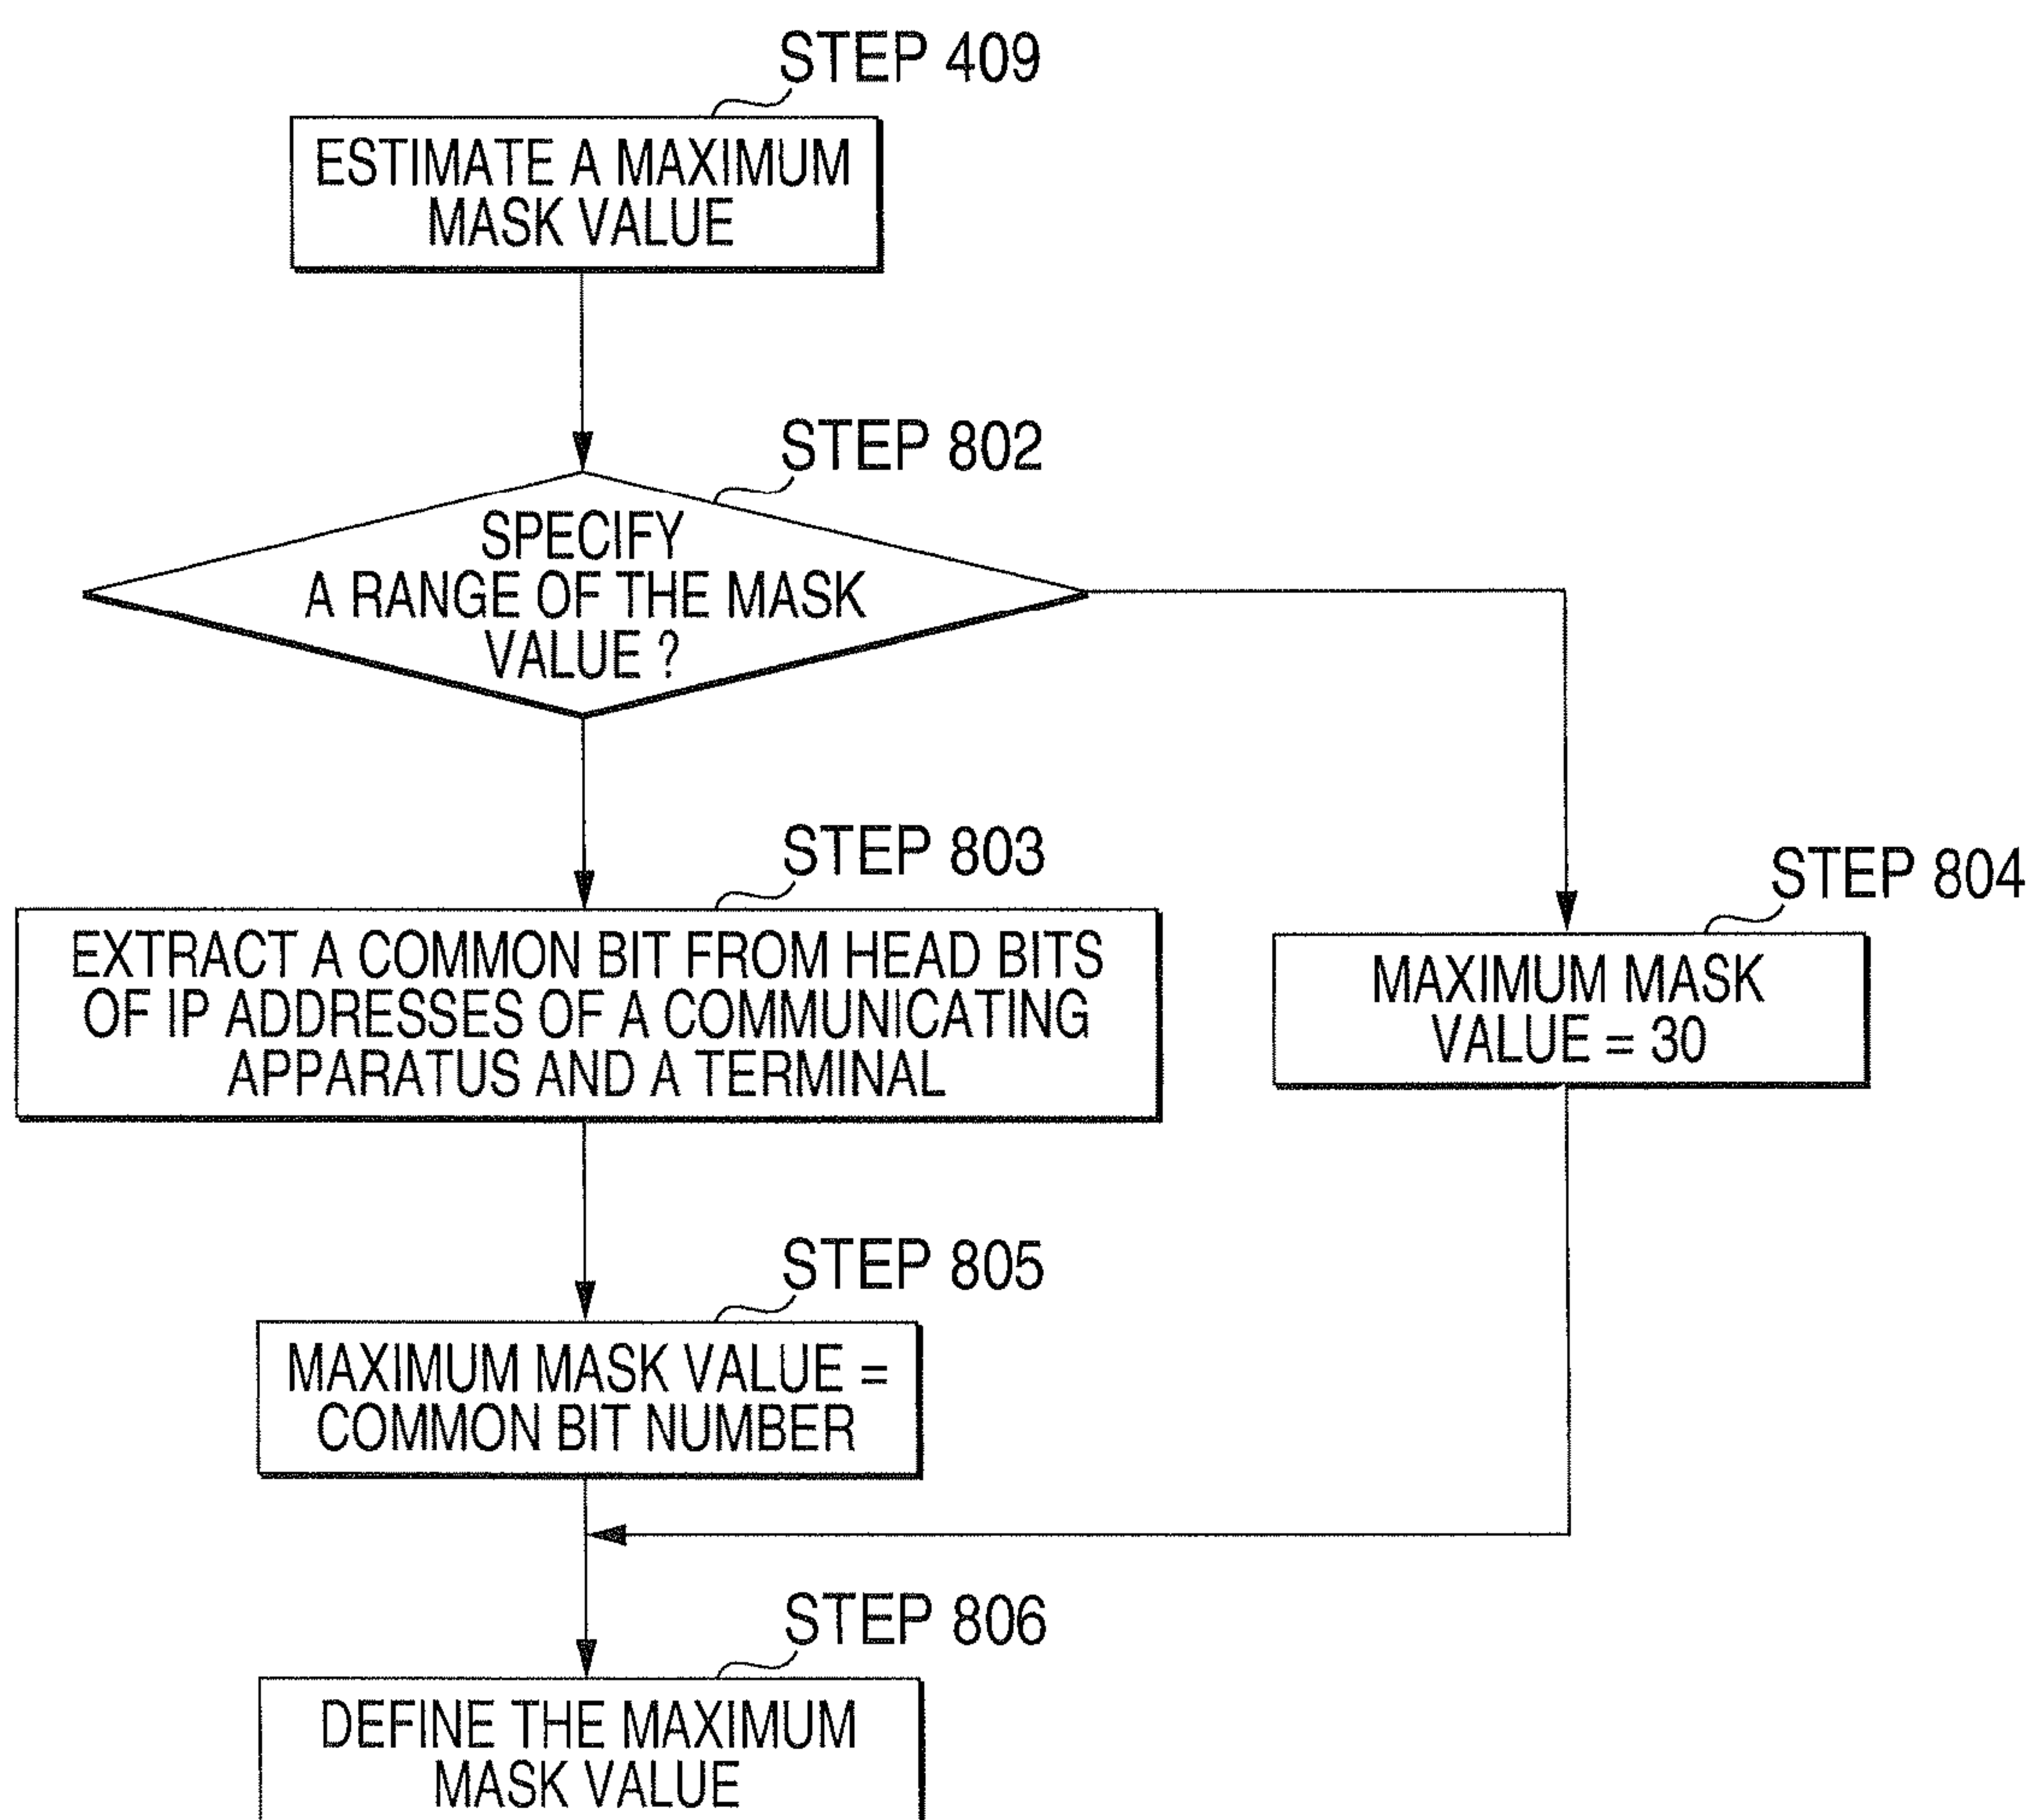 STEP 409
ESTIMATE A MAXIMUM
MASK VALUE
STEP 802
SPECIFY
A RANGE OF THE MASK
VALUE ?
STEP 803
EXTRACT A COMMON BIT FROM HEAD BITS
OF IP ADDRESSES OF A COMMUNICATING
APPARATUS AND A TERMINAL
STEP 804
MAXIMUM MASK
VALUE = 30
STEP 805
MAXIMUM MASK VALUE =
COMMON BIT NUMBER
STEP 806
DEFINE THE MAXIMUM
MASK VALUE